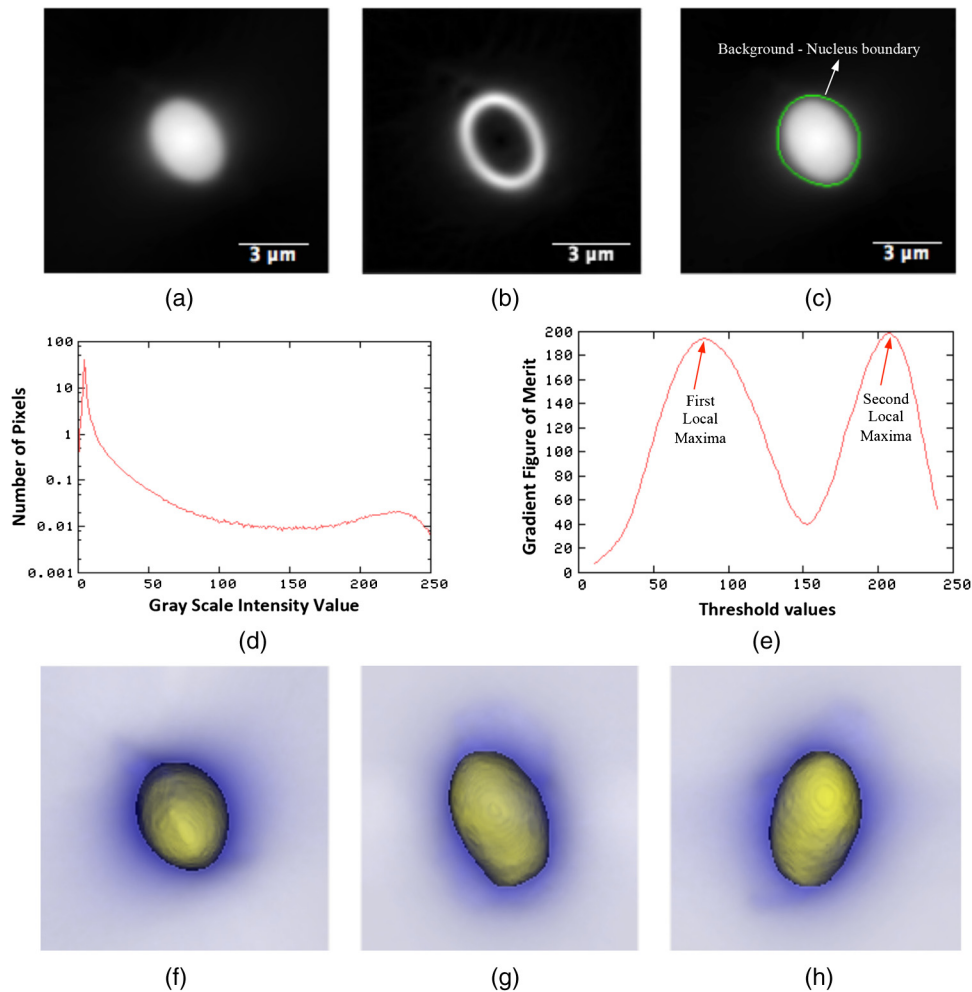 Background - Nucleus boundary
3 µm
3 µm
3 µm
(a)
(b)
(c)
100
10
1
0.1
0.01
0.001
Number of Pixels
0
50
100
150
200
250
Gray Scale Intensity Value
200
180
160
140
120
100
80
60
40
20
0
Gradient Figure of Merit
First
Local
Maxima
Second
Local
Maxima
0
50
100
150
200
250
Threshold values
(d)
(e)
(f)
(g)
(h)